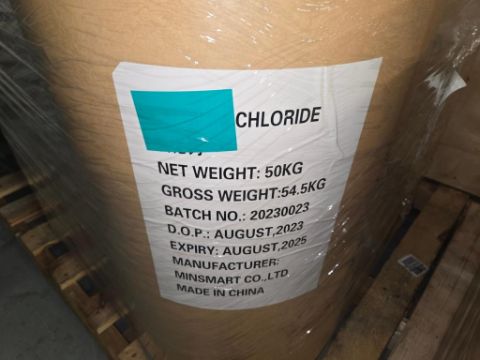 CHLORIDE
NET WEIGHT: 50KG
GROSS WEIGHT:54.5KG
BATCH NO.: 20230023
D.O.P.: AUGUST,2023
EXPIRY: AUGUST,2025
MANUFACTURER:
MINSMART CO.,LTD
MADE IN CHINA